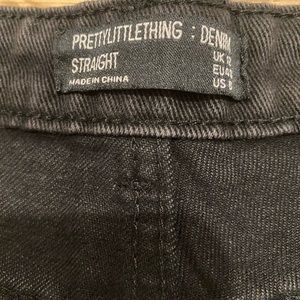 PRETTYLITTLETHING : DENIM
STRAIGHT
MADE IN CHINA
UK
EU
US